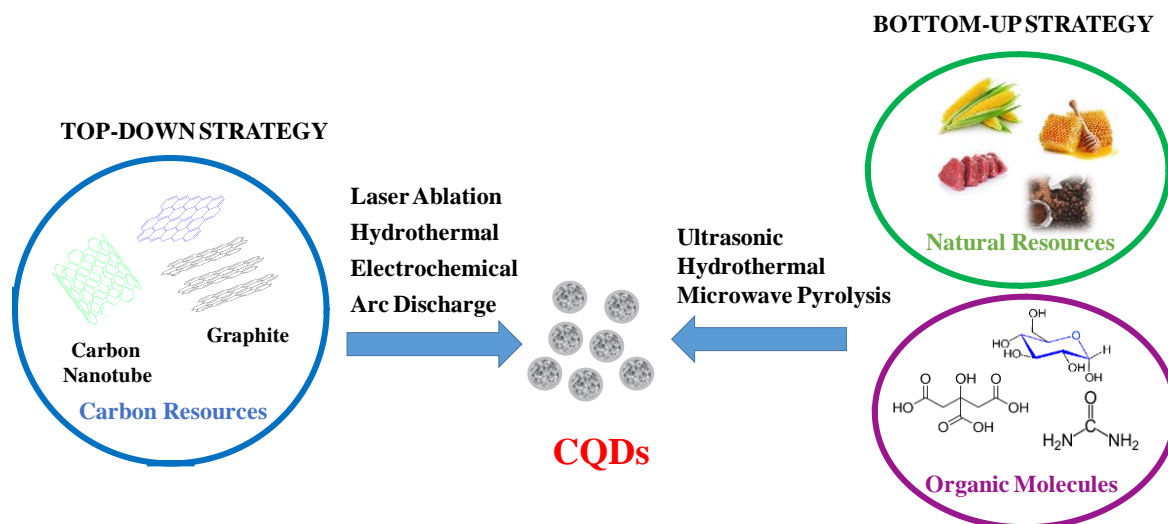 TOP-DOWN STRATEGY
Carbon
Nanotube
Graphite
Carbon Resources
Laser Ablation
Hydrothermal
Electrochemical
Arc Discharge
CQDs
Ultrasonic
Hydrothermal
Microwave Pyrolysis
BOTTOM-UP STRATEGY
Natural Resources
OH
HO
HO
O
H
OH
OH
O
OH
O
HO
OH
O
OH
O
C
H₂N
NH₂
Organic Molecules